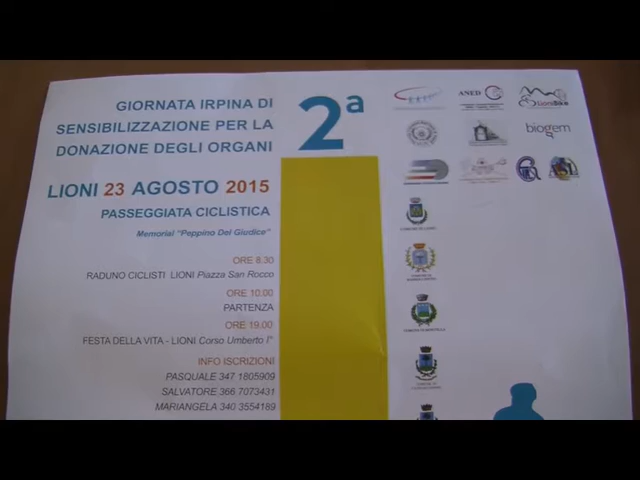 GIORNATA IRPINA DI
SENSIBILIZZAZIONE PER LA
DONAZIONE DEGLI ORGANI
2ª
LIONI 23 AGOSTO 2015
PASSEGGIATA CICLISTICA
Memorial "Peppino Del Giudice"
ORE 8.30
RADUNO CICLISTI LIONI Piazza San Rocco
ORE 10.00
PARTENZA
ORE 19.00
FESTA DELLA VITA - LIONI Corso Umberto I°
INFO ISCRIZIONI
PASQUALE 347 1805909
SALVATORE 366 7073431
MARIANGELA 340 3554189
ANED
biogem